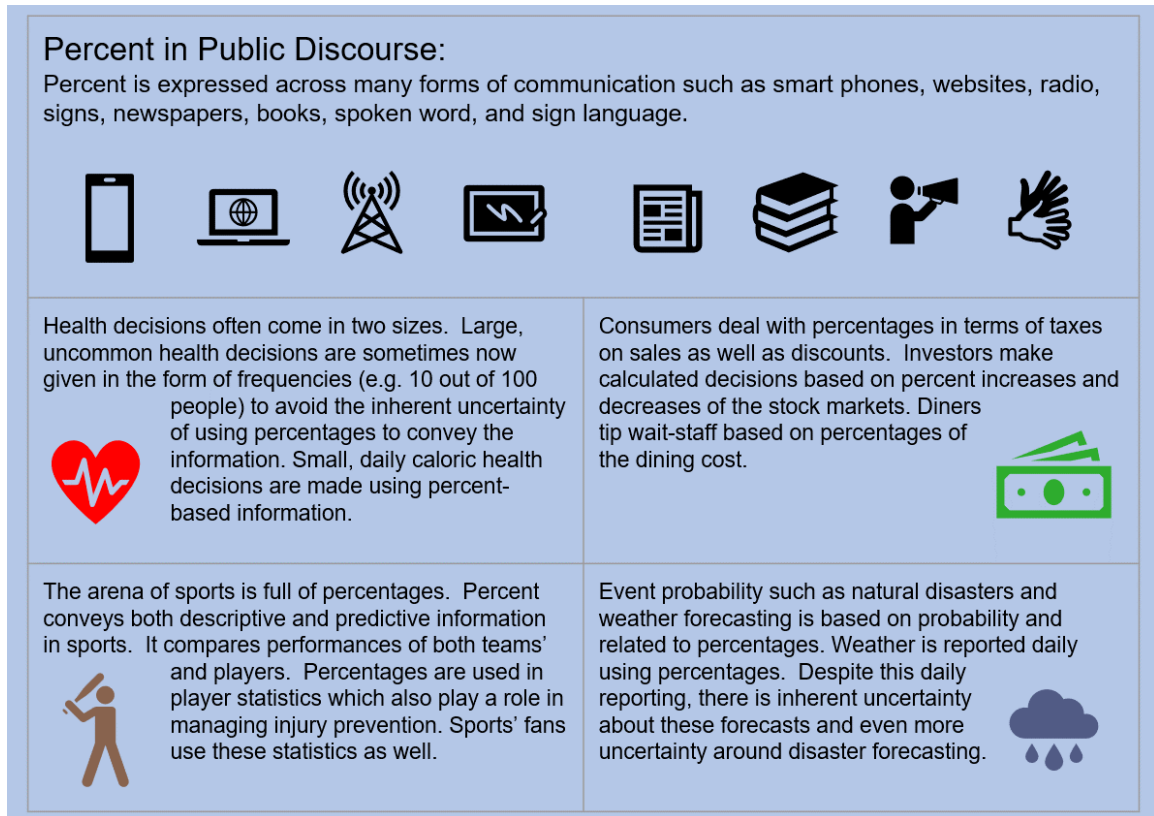 Percent in Public Discourse:
Percent is expressed across many forms of communication such as smart phones, websites, radio,
signs, newspapers, books, spoken word, and sign language.
Health decisions often come in two sizes.  Large,
uncommon health decisions are sometimes now
given in the form of frequencies (e.g. 10 out of 100
people) to avoid the inherent uncertainty
of using percentages to convey the
information. Small, daily caloric health
decisions are made using percent-
based information.
Consumers deal with percentages in terms of taxes
on sales as well as discounts.  Investors make
calculated decisions based on percent increases and
decreases of the stock markets. Diners
tip wait-staff based on percentages of
the dining cost.
The arena of sports is full of percentages.  Percent
conveys both descriptive and predictive information
in sports.  It compares performances of both teams’
and players.  Percentages are used in
player statistics which also play a role in
managing injury prevention. Sports’ fans
use these statistics as well.
Event probability such as natural disasters and
weather forecasting is based on probability and
related to percentages. Weather is reported daily
using percentages.  Despite this daily
reporting, there is inherent uncertainty
about these forecasts and even more
uncertainty around disaster forecasting.